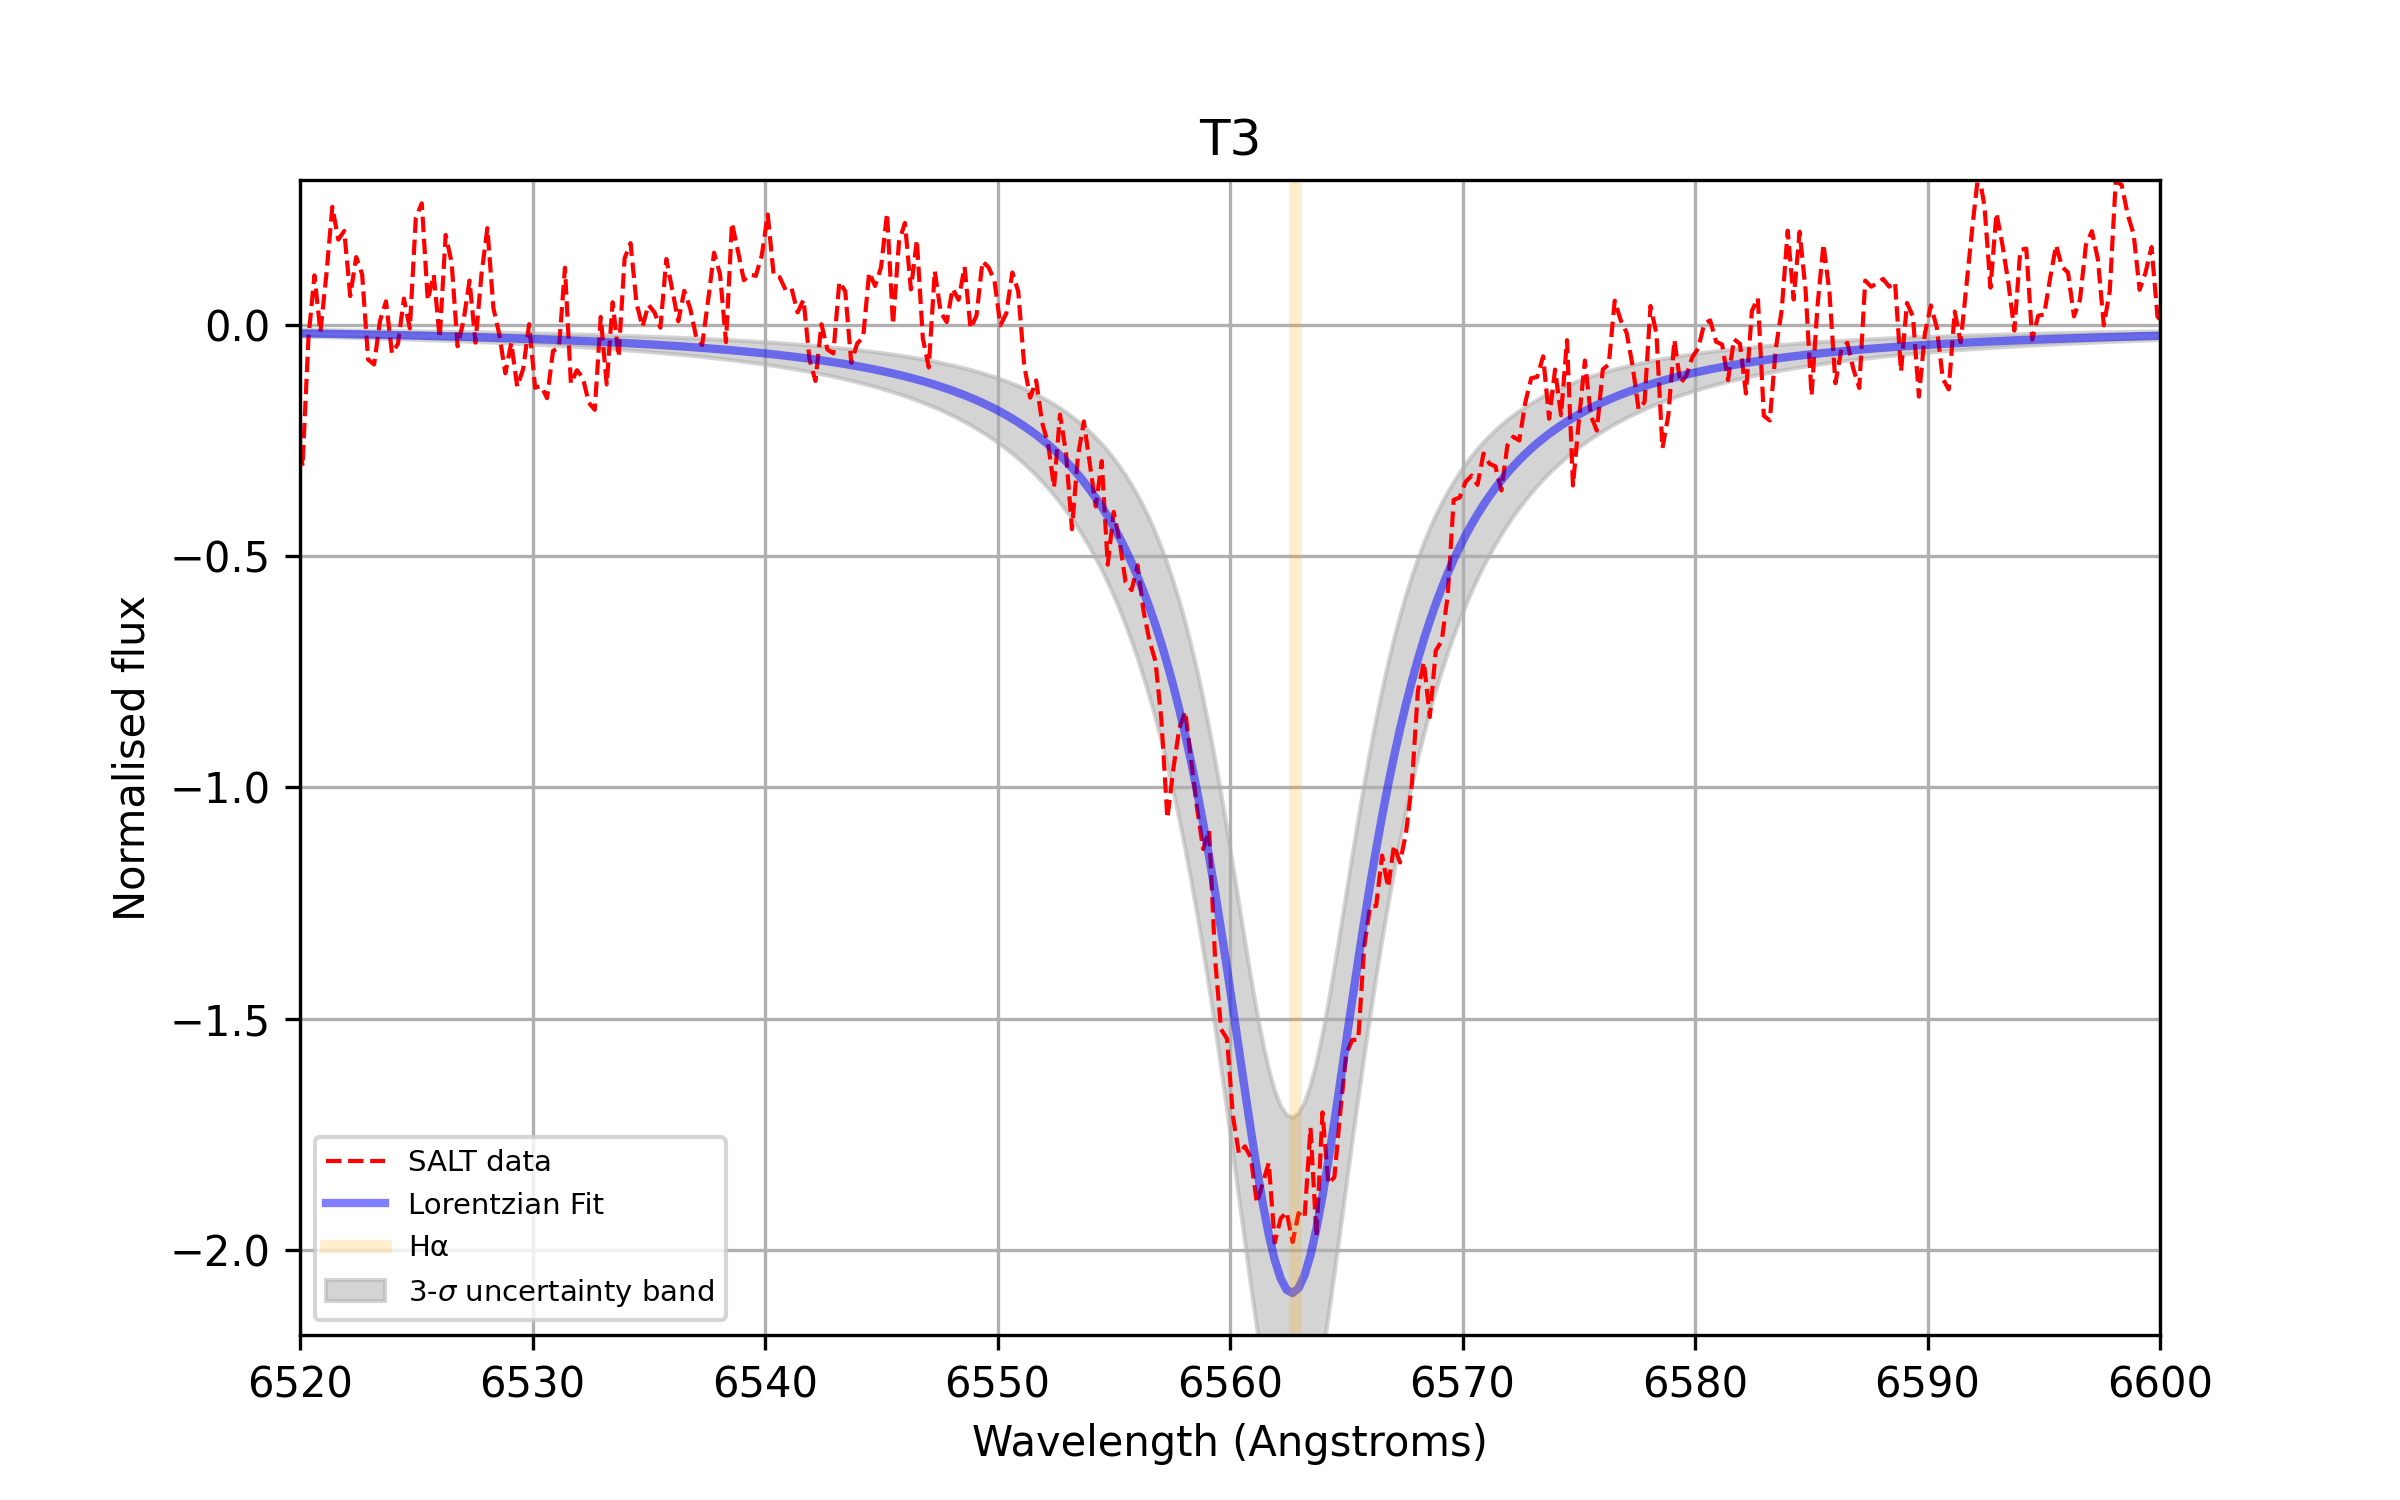 T3
0.0
−0.5
−1.0
−1.5
−2.0
Normalised flux
SALT data
Lorentzian Fit
Hα
3-σ uncertainty band
6520 6530 6540 6550 6560 6570 6580 6590 6600
Wavelength (Angstroms)